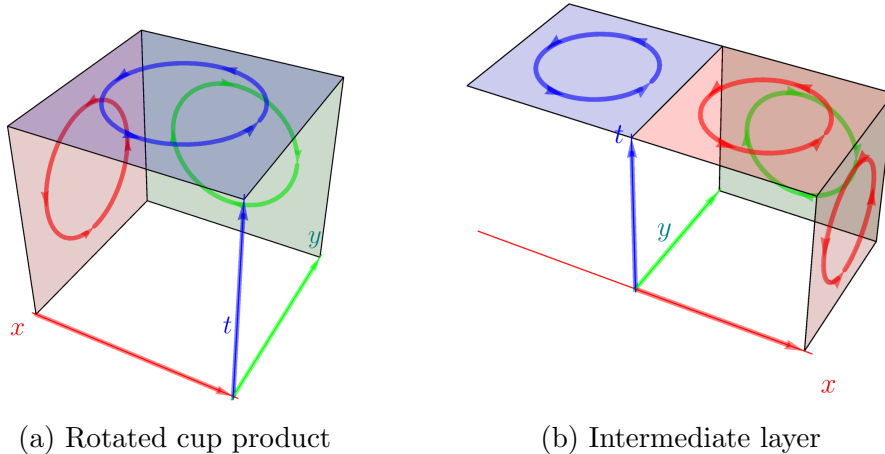 t
y
y
t
x
x
(a) Rotated cup product
(b) Intermediate layer